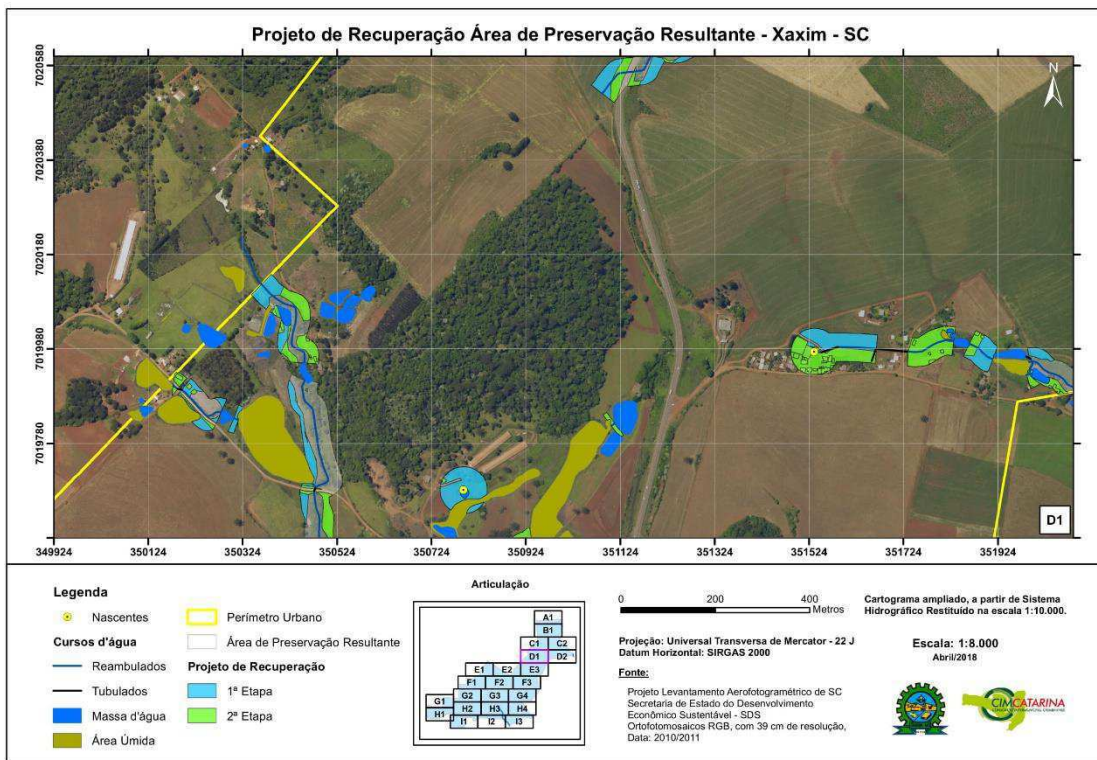 Projeto de Recuperação Área de Preservação Resultante - Xaxim - SC
7020580
7020380
7020180
7019980
7019780
N
D1
349924
350124
350324
350524
350724
350924
351124
351324
351524
351724
351924
Legenda
Nascentes
Cursos d'água
Reambulados
Tubulados
Massa d'água
Área Úmida
Perímetro Urbano
Área de Preservação Resultante
Projeto de Recuperação
1ª Etapa
2ª Etapa
Articulação
A1
B1
C1 C2
D1 D2
E1 E2 E3
F1 F2 F3
G1 G2 G3 G4
H1 H2 H3 H4
I1 I2 I3
0 200 400
Metros
Projeção: Universal Transversa de Mercator - 22 J
Datum Horizontal: SIRGAS 2000
Fonte:
Projeto Levantamento Aerofotogramétrico de SC
Secretaria de Estado do Desenvolvimento
Econômico Sustentável - SDS
Ortofotomosaicos RGB, com 39 cm de resolução,
Data: 2010/2011
Cartograma ampliado, a partir de Sistema
Hidrográfico Restituído na escala 1:10.000.
Escala: 1:8.000
Abril/2018
CIMCATARINA